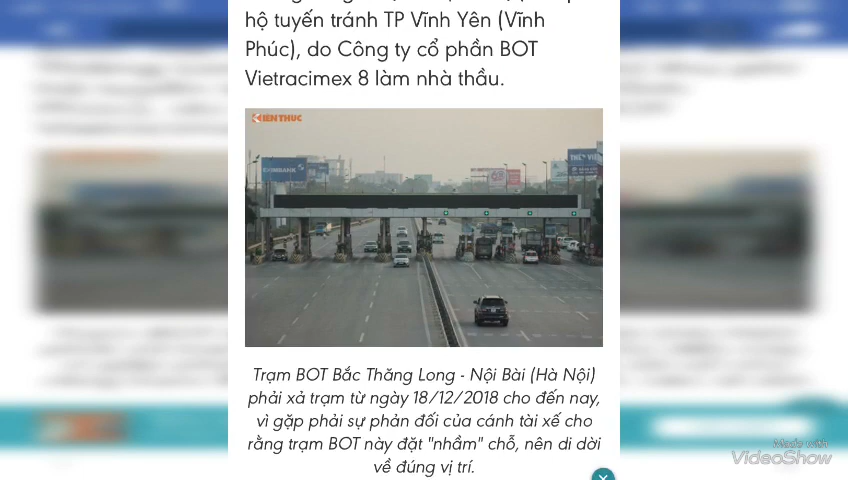 hộ tuyến tránh TP Vĩnh Yên (Vĩnh
Phúc), do Công ty cổ phần BOT
Vietracimex 8 làm nhà thầu.
KIẾN THỨC
Trạm BOT Bắc Thăng Long - Nội Bài (Hà Nội)
phải xả trạm từ ngày 18/12/2018 cho đến nay,
vì gặp phải sự phản đối của cánh tài xế cho
rằng trạm BOT này đặt "nhầm" chỗ, nên di dời
về đúng vị trí.
Made with
VideoShow